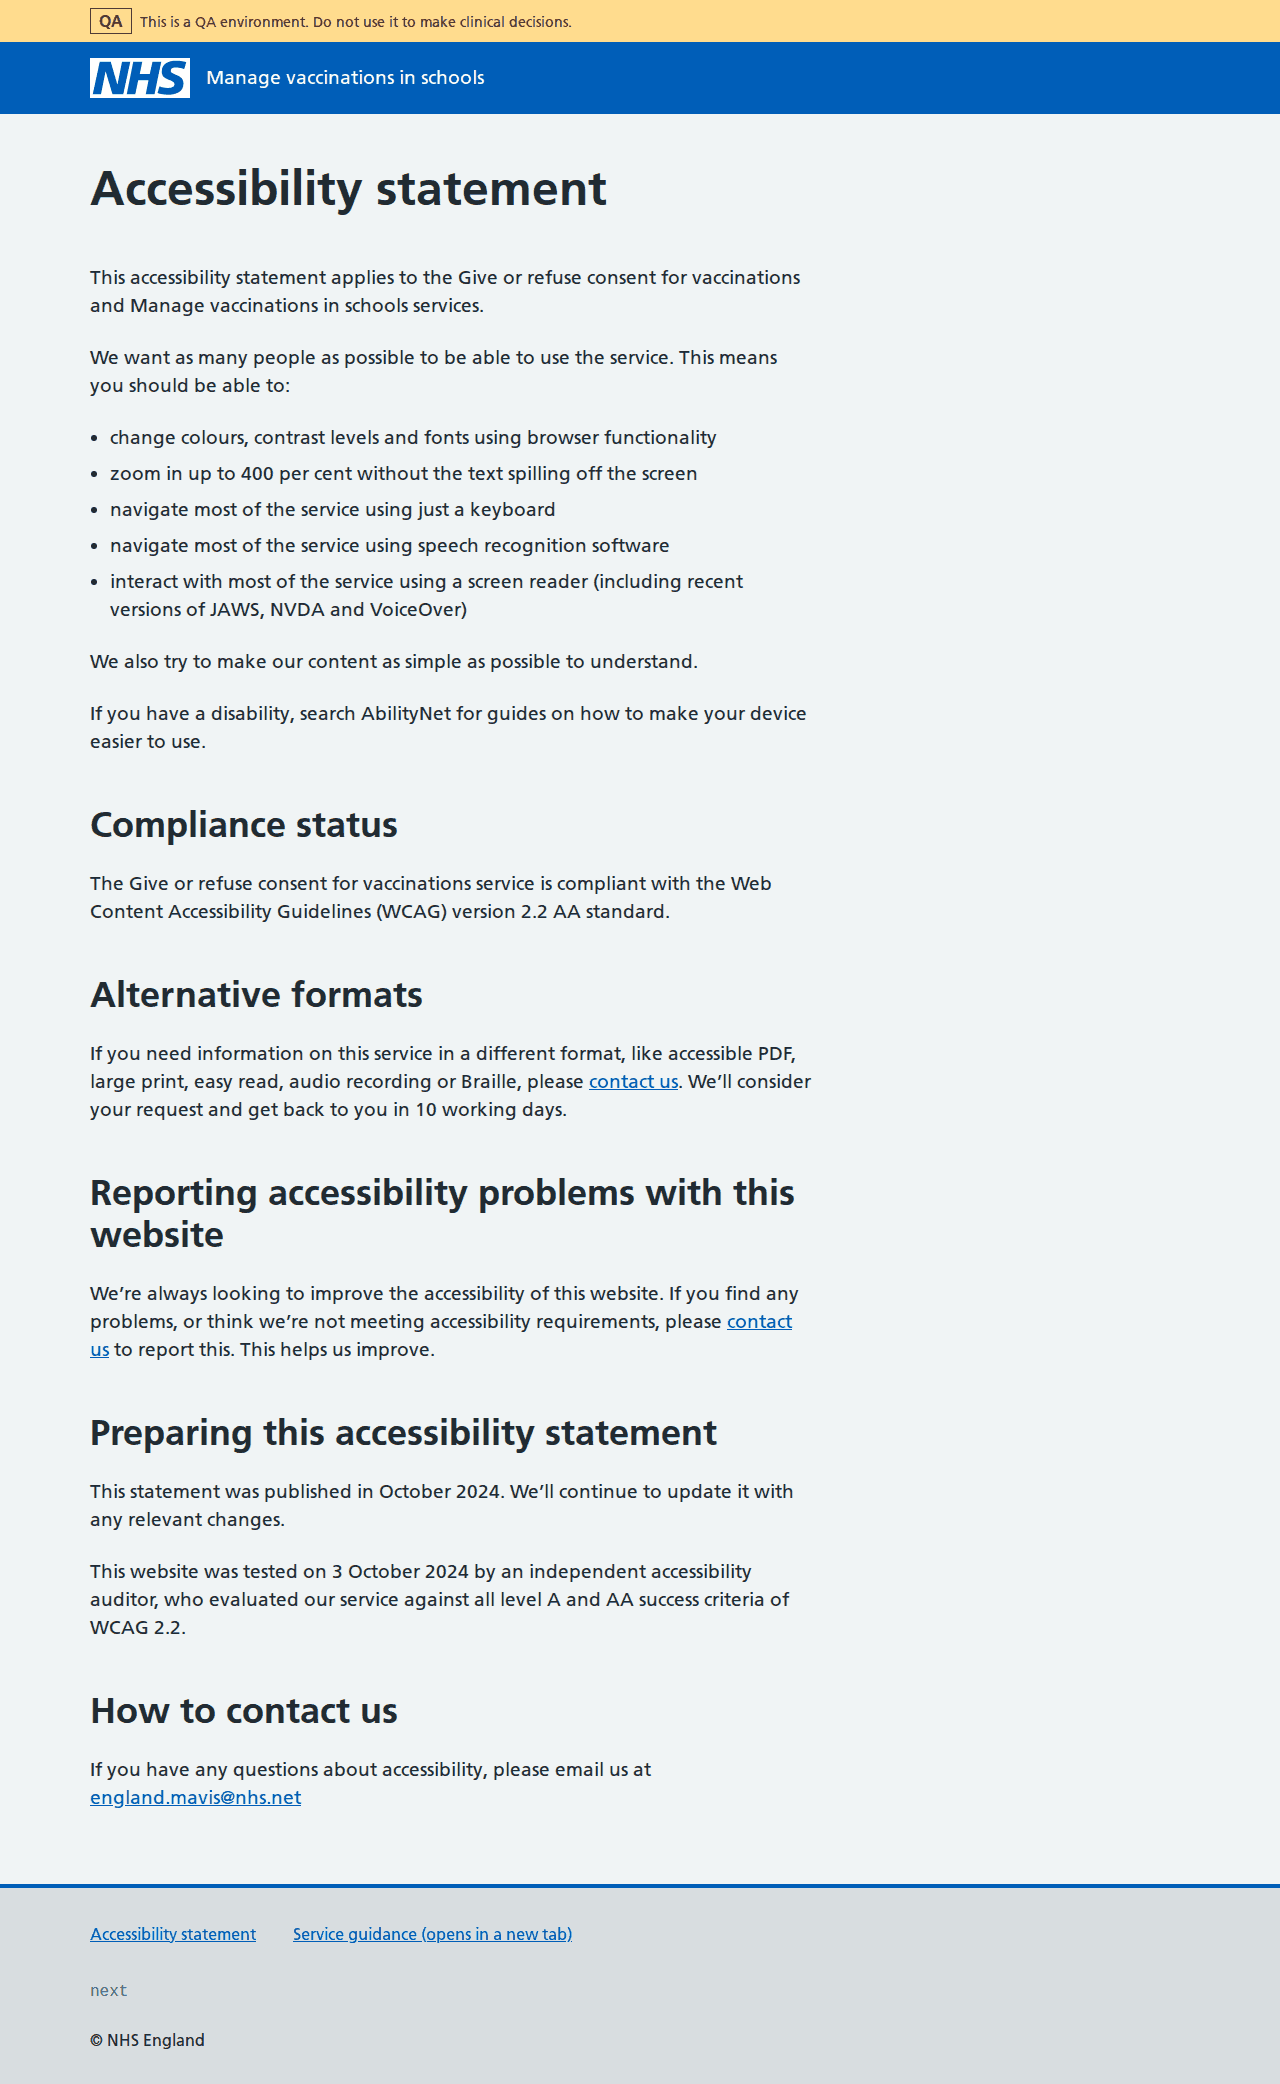 QA This is a QA environment. Do not use it to make clinical decisions.
NHS Manage vaccinations in schools
Accessibility statement
This accessibility statement applies to the Give or refuse consent for vaccinations
and Manage vaccinations in schools services.
We want as many people as possible to be able to use the service. This means
you should be able to:
• change colours, contrast levels and fonts using browser functionality
• zoom in up to 400 per cent without the text spilling off the screen
• navigate most of the service using just a keyboard
• navigate most of the service using speech recognition software
• interact with most of the service using a screen reader (including recent
versions of JAWS, NVDA and VoiceOver)
We also try to make our content as simple as possible to understand.
If you have a disability, search AbilityNet for guides on how to make your device
easier to use.
Compliance status
The Give or refuse consent for vaccinations service is compliant with the Web
Content Accessibility Guidelines (WCAG) version 2.2 AA standard.
Alternative formats
If you need information on this service in a different format, like accessible PDF,
large print, easy read, audio recording or Braille, please contact us. We’ll consider
your request and get back to you in 10 working days.
Reporting accessibility problems with this
website
We’re always looking to improve the accessibility of this website. If you find any
problems, or think we’re not meeting accessibility requirements, please contact
us to report this. This helps us improve.
Preparing this accessibility statement
This statement was published in October 2024. We’ll continue to update it with
any relevant changes.
This website was tested on 3 October 2024 by an independent accessibility
auditor, who evaluated our service against all level A and AA success criteria of
WCAG 2.2.
How to contact us
If you have any questions about accessibility, please email us at
england.mavis@nhs.net
Accessibility statement Service guidance (opens in a new tab)
next
© NHS England